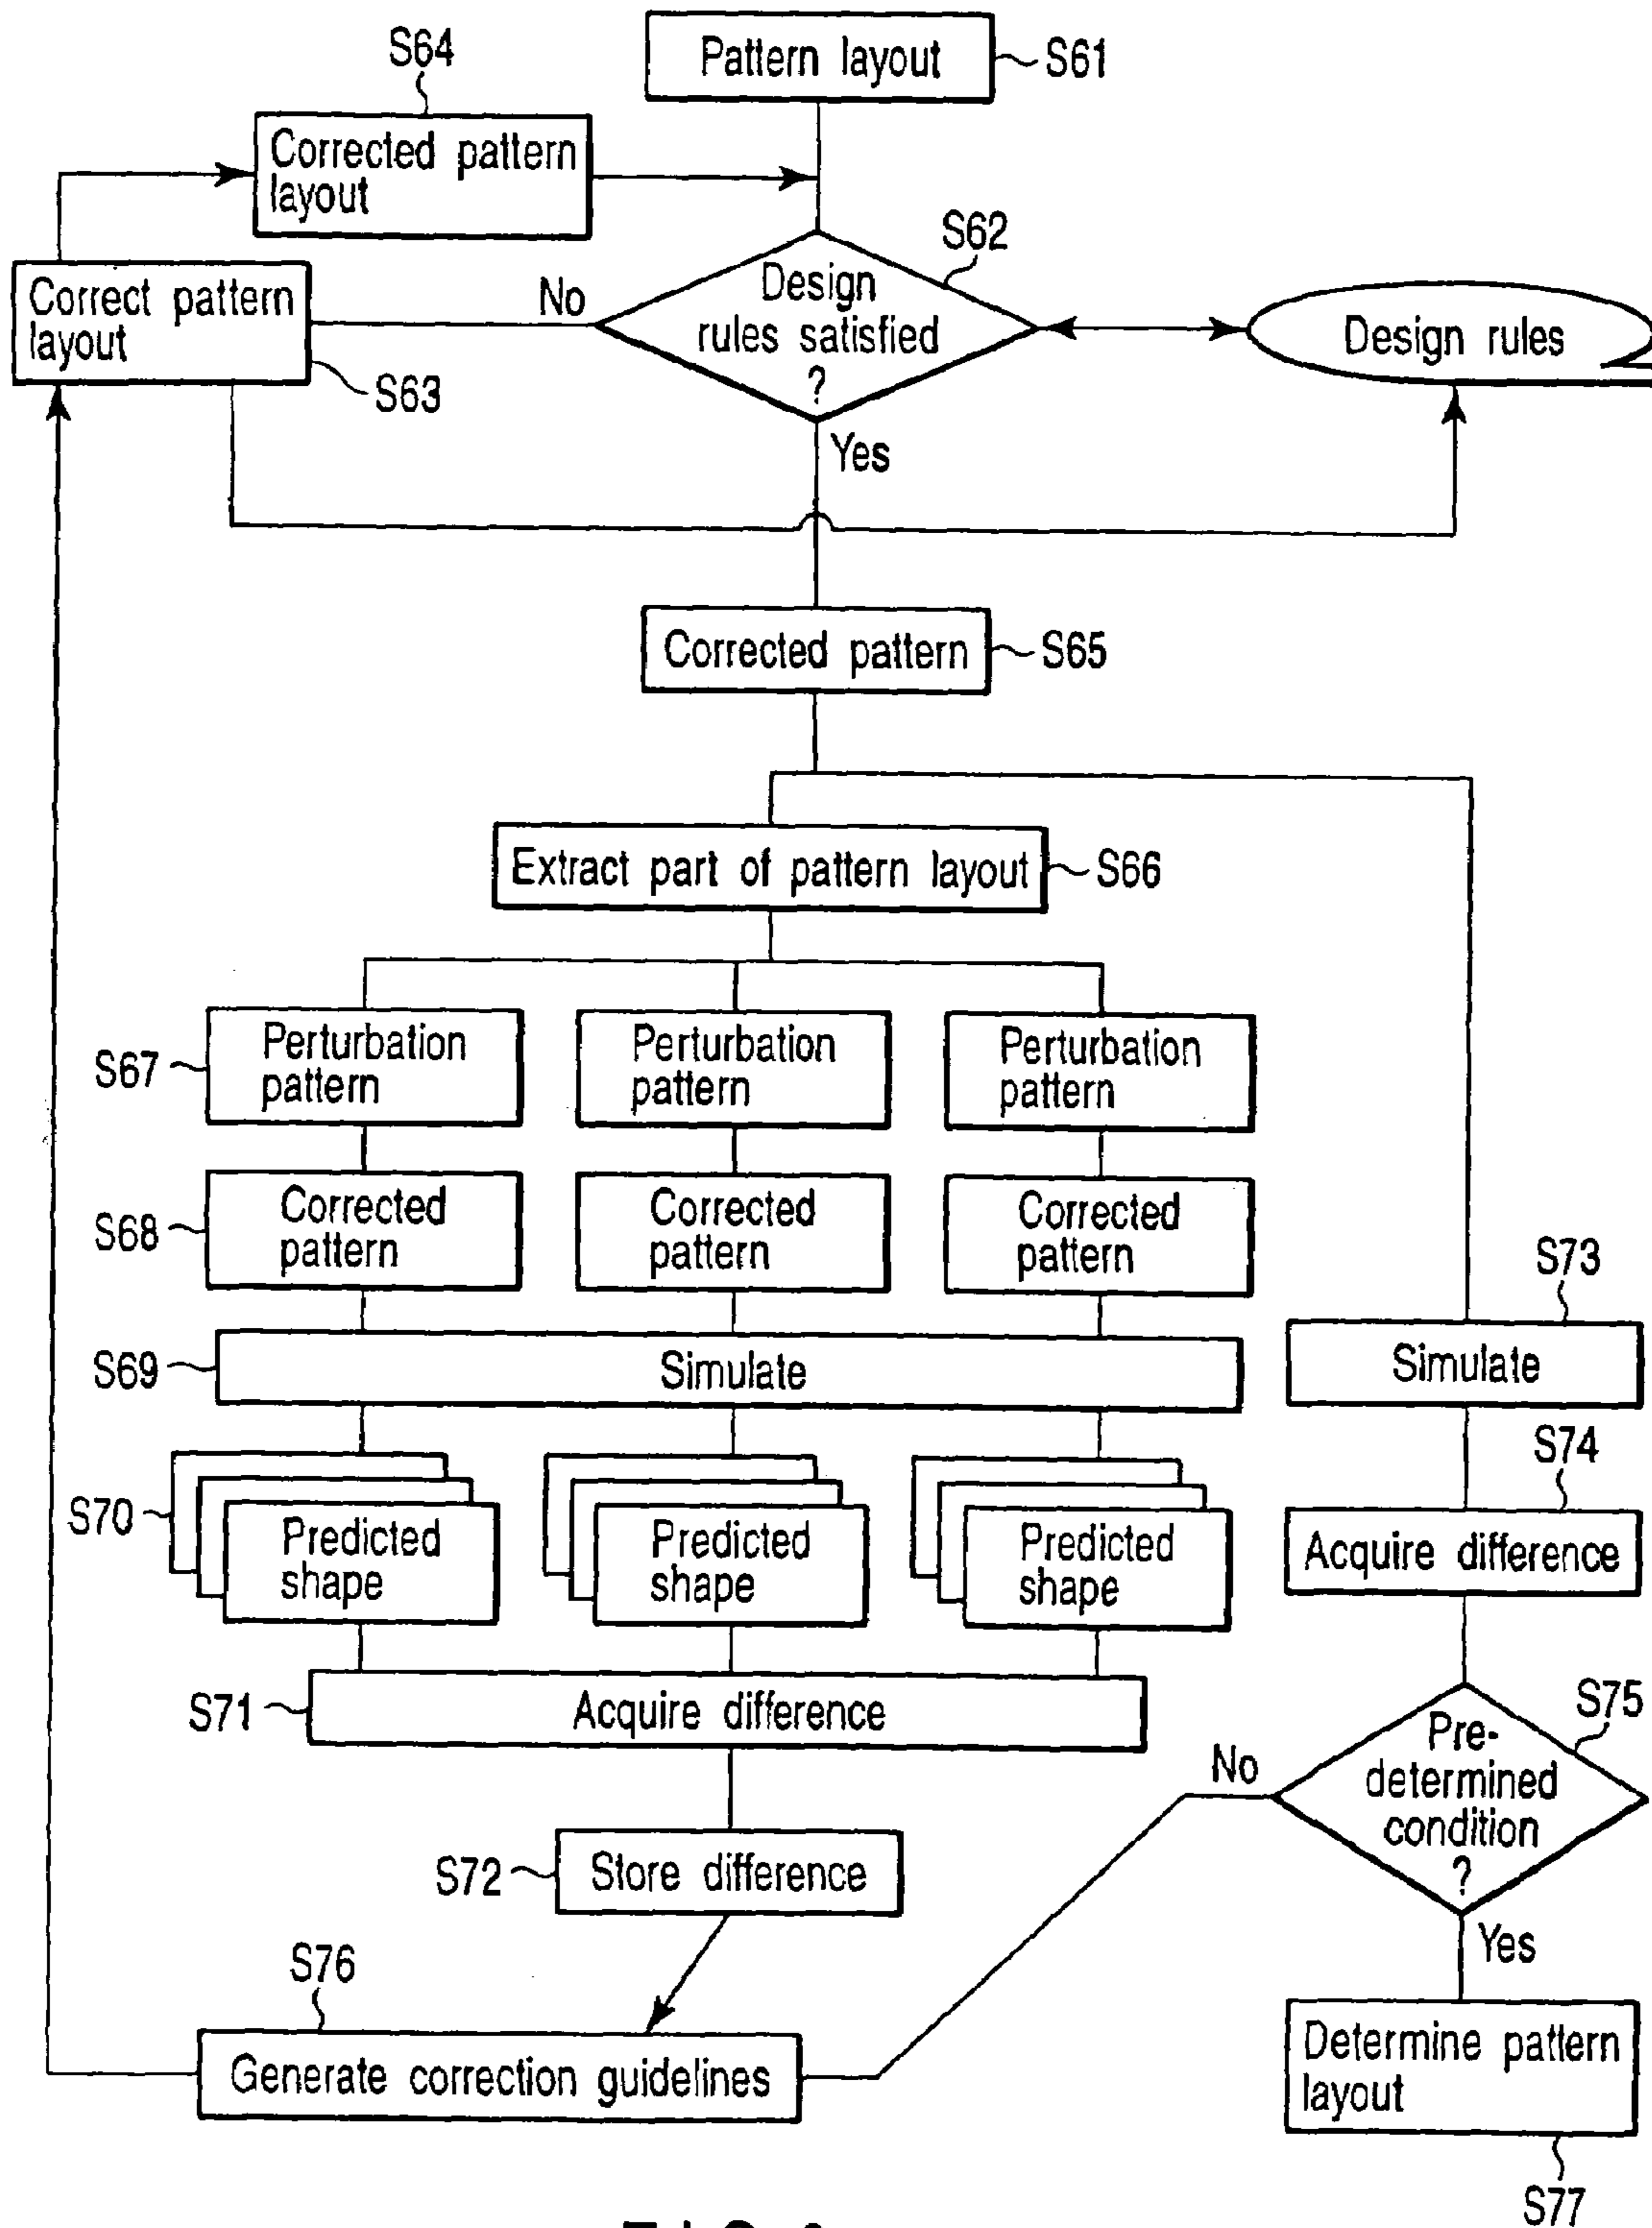 S64
Pattern layout
S61
Corrected pattern
layout
S62
Correct pattern
layout
No
Design
rules satisfied
?
Design rules
S63
Yes
Corrected pattern
S65
Extract part of pattern layout
S66
S67
Perturbation
pattern
Perturbation
pattern
Perturbation
pattern
S68
Corrected
pattern
Corrected
pattern
Corrected
pattern
S73
S69
Simulate
Simulate
S74
S70
Predicted
shape
Predicted
shape
Predicted
shape
Acquire difference
S71
Acquire difference
S75
No
Pre-
determined
condition
?
S72
Store difference
Yes
S76
Generate correction guidelines
Determine pattern
layout
S77